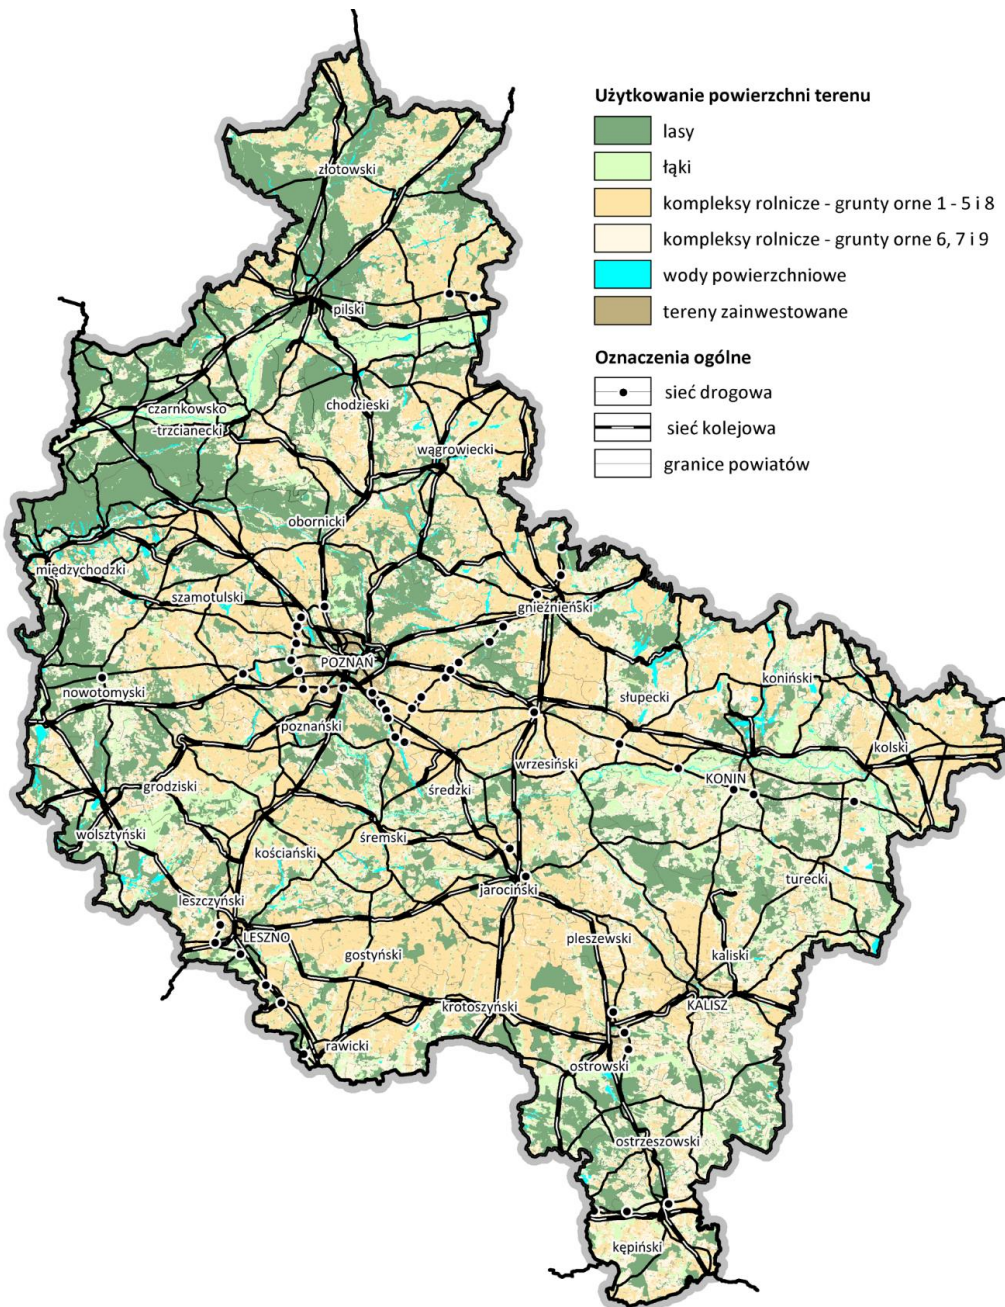 Użytkowanie powierzchni terenu
lasy
łąki
kompleksy rolnicze - grunty orne 1 - 5 i 8
kompleksy rolnicze - grunty orne 6, 7 i 9
wody powierzchniowe
tereny zainwestowane
Oznaczenia ogólne
sieć drogowa
sieć kolejowa
granice powiatów
złotowski
pilski
czarnkowsko
-trzcianecki
chodzieski
wągrowiecki
obornicki
międzychodzki
szamotulski
gnieźnieński
POZNAŃ
nowotomyski
poznański
słupecki
koniński
kolski
wrzesiński
KONIN
grodziski
średzki
wolsztyński
śremski
kościański
turecki
jarociński
leszczyński
LESZNO
gostyński
pleszewski
kaliski
krotoszyński
KALISZ
rawicki
ostrowski
ostrzeszowski
kępiński